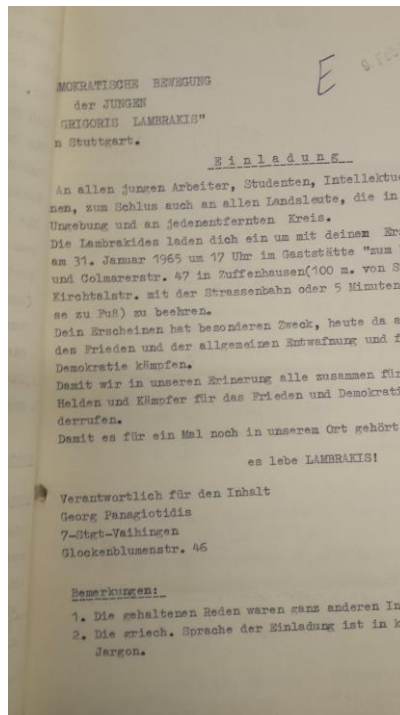 E
9. FEB
MOKRATISCHE BEWEGUNG
der JUNGEN
GRIGORIS LAMBRAKIS"
n Stuttgart.
Einladung
An allen jungen Arbeiter, Studenten, Intellektue
nen, zum Schlus auch an allen Landsleute, die in
Umgebung und an jedenentfernten Kreis.
Die Lambrakides laden dich ein um mit deinem Ers
am 31. Januar 1965 um 17 Uhr im Gaststätte "zum
und Colmarerstr. 47 in Zuffenhausen(100 m. von S
Kirchtalstr. mit der Strassenbahn oder 5 Minuten
se zu Fuß) zu beehren.
Dein Erscheinen hat besonderen Zweck, heute da a
des Frieden und der allgemeinen Entwafnung und f
Demokratie kämpfen.
Damit wir in unseren Erinerung alle zusammen für
Helden und Kämpfer für das Frieden und Demokrati
derrufen.
Damit es für ein Mal noch in unserem Ort gehört
es lebe LAMBRAKIS!
Verantwortlich für den Inhalt
Georg Panagiotidis
7-Stgt-Vaihingen
Glockenblumenstr. 46
Bemerkungen:
1. Die gehaltenen Reden waren ganz anderen In
2. Die griech. Sprache der Einladung ist in k
Jargon.